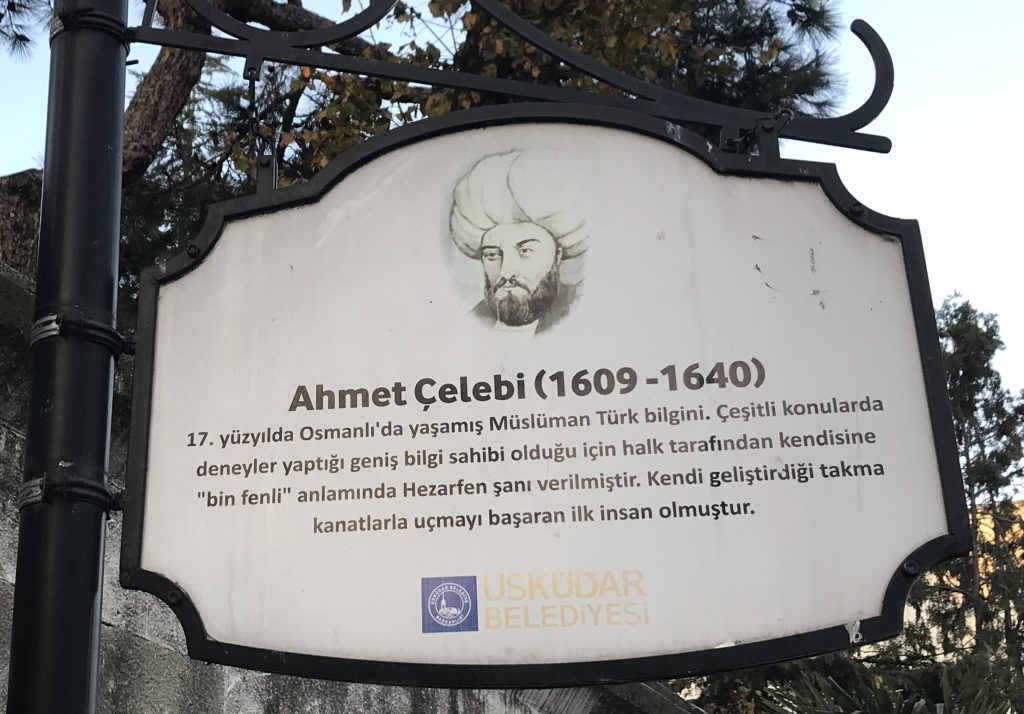 Ahmet Çelebi (1609 -1640)
17. yüzyılda Osmanlı'da yaşamış Müslüman Türk bilgini. Çeşitli konularda
deneyler yaptığı geniş bilgi sahibi olduğu için halk tarafından kendisine
"bin fenli" anlamında Hezarfen şanı verilmiştir. Kendi geliştirdiği takma
kanatlarla uçmayı başaran ilk insan olmuştur.
ÜSKÜDAR
BELEDİYESİ